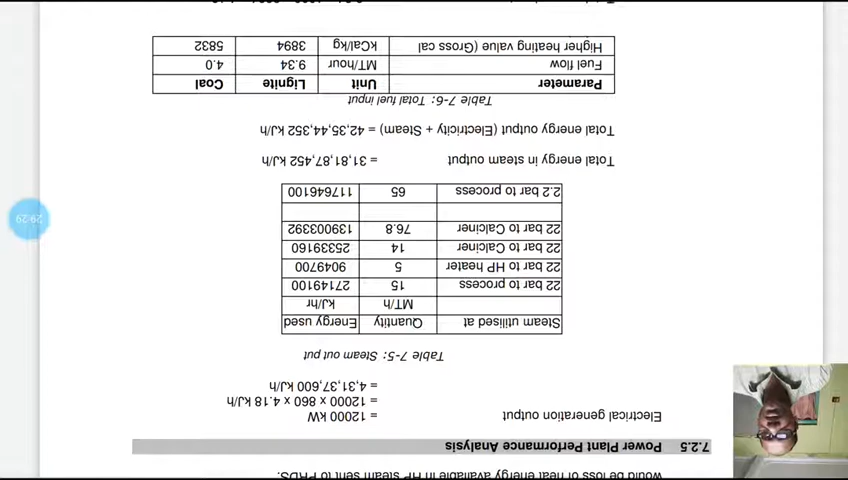 would be loss of heat energy available in HP steam sent to PRDS.
7.2.5 Power Plant Performance Analysis
Electrical generation output = 12000 kW
= 12000 x 860 x 4.18 kJ/h
= 4,31,37,600 kJ/h
Table 7-5: Steam out put
Steam utilised at Quantity Energy used
MT/h kJ/hr
22 bar to process 15 27149100
22 bar to HP heater 5 9049700
22 bar to Calciner 14 25339160
22 bar to Calciner 76.8 139003392
2.2 bar to process 65 117646100
Total energy in steam output = 31,81,87,452 kJ/h
Total energy output (Electricity + Steam) = 42,35,44,352 kJ/h
Table 7-6: Total fuel input
Parameter Unit Lignite Coal
Fuel flow MT/hour 9.34 4.0
Higher heating value (Gross cal kCal/kg 3894 5832
29:29